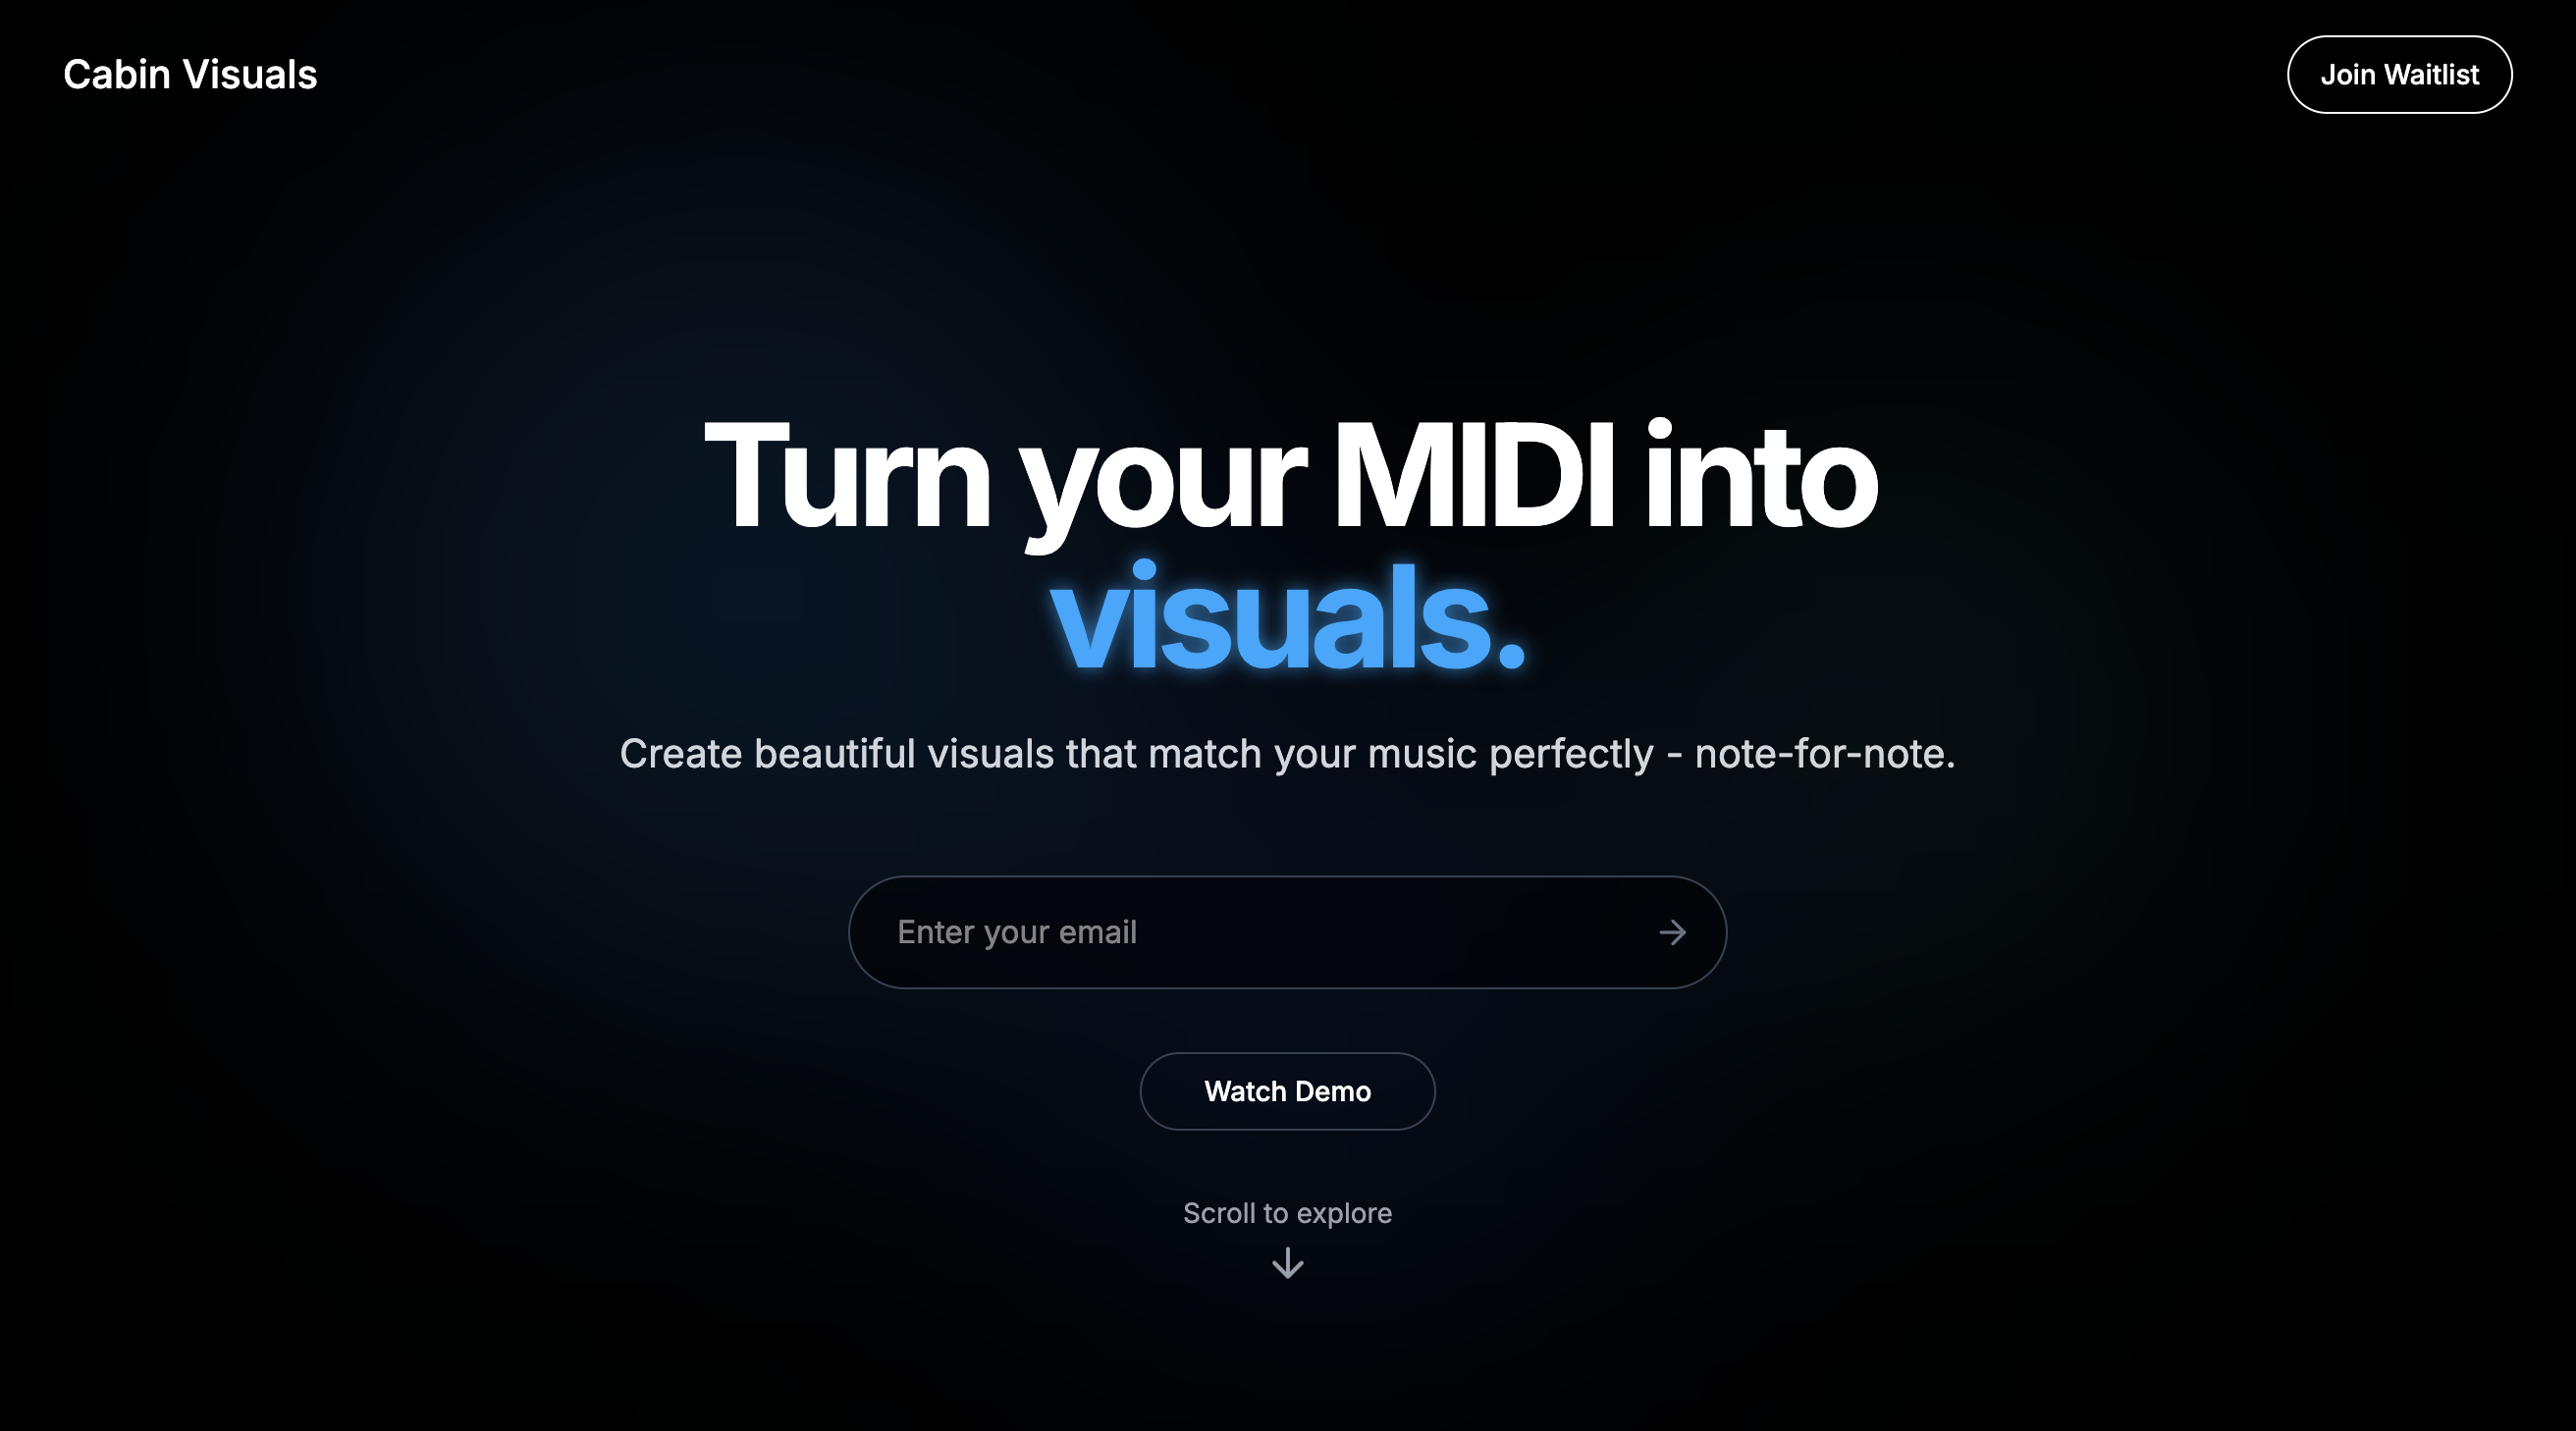 Cabin Visuals
Join Waitlist
Turn your MIDI into
visuals.
Create beautiful visuals that match your music perfectly - note-for-note.
Enter your email
Watch Demo
Scroll to explore